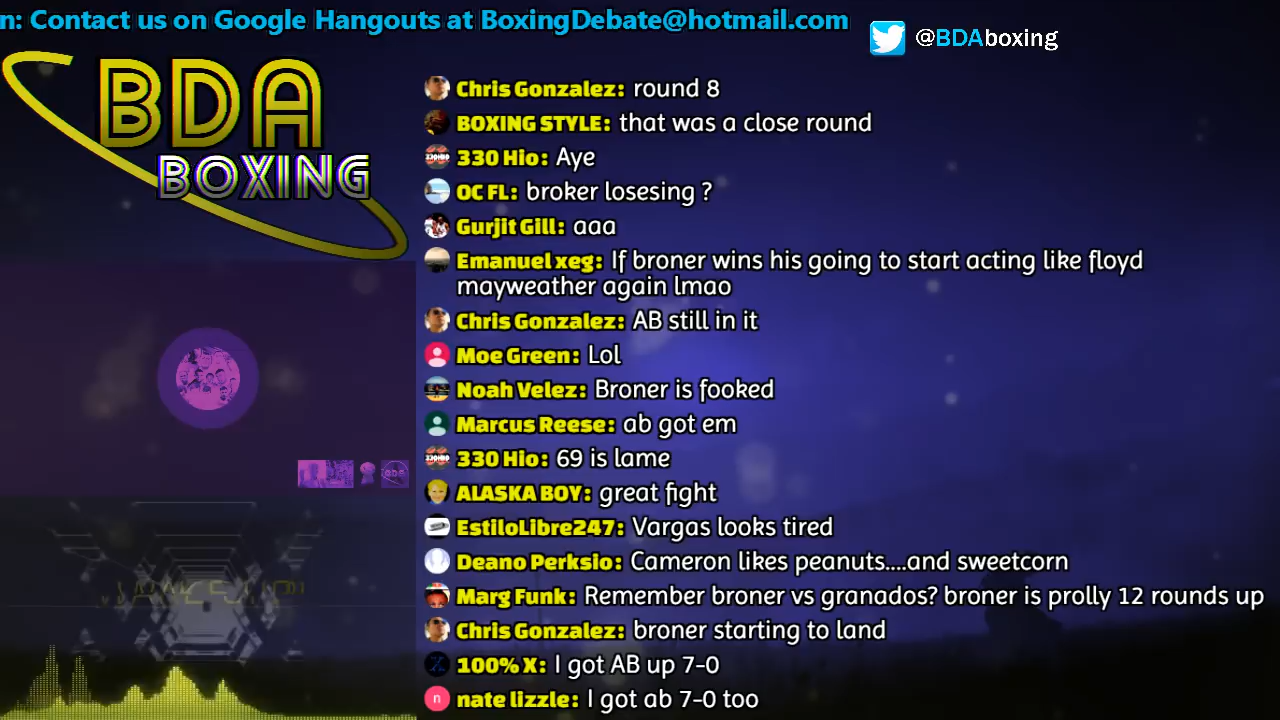 n: Contact us on Google Hangouts at BoxingDebate@hotmail.com
@BDAboxing
BDA
BOXING
Chris Gonzalez: round 8
BOXING STYLE: that was a close round
330 Hio: Aye
OC FL: broker losesing ?
Gurjit Gill: aaa
Emanuel xeg: If broner wins his going to start acting like floyd
mayweather again lmao
Chris Gonzalez: AB still in it
Moe Green: Lol
Noah Velez: Broner is fooked
Marcus Reese: ab got em
330 Hio: 69 is lame
ALASKA BOY: great fight
EstiloLibre247: Vargas looks tired
Deano Perksio: Cameron likes peanuts....and sweetcorn
Marg Funk: Remember broner vs granados? broner is prolly 12 rounds up
Chris Gonzalez: broner starting to land
100% X: I got AB up 7-0
n nate lizzle: I got ab 7-0 too